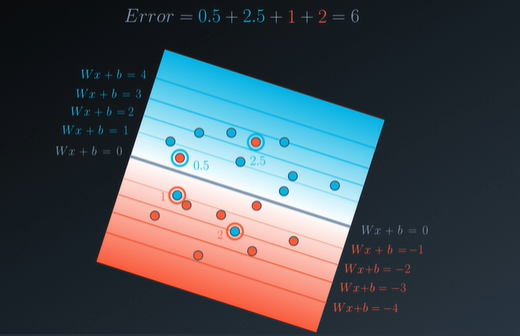 Error = 0.5 + 2.5 + 1 + 2 = 6
Wx + b = 4
Wx + b = 3
Wx + b = 2
Wx + b = 1
Wx + b = 0
0.5
2.5
1
2
Wx + b = 0
Wx + b = −1
Wx+b = −2
Wx+b = −3
Wx+b = −4